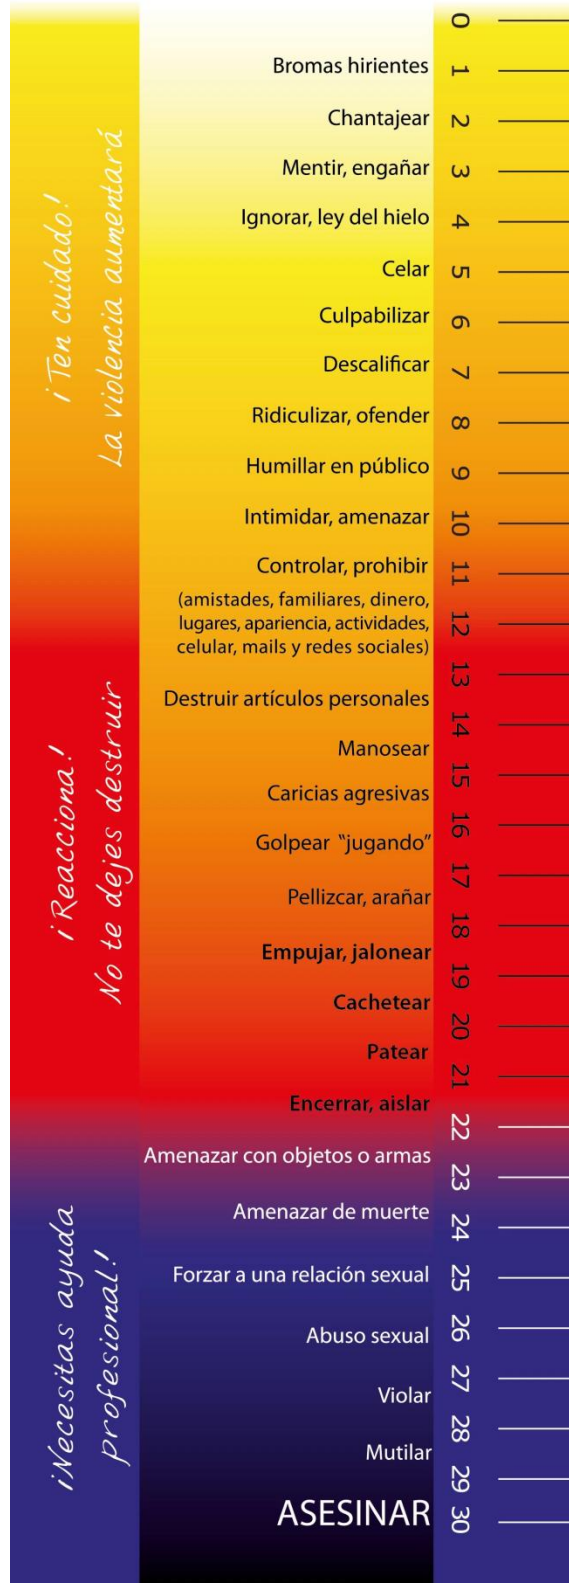 0
Bromas hirientes 1
Chantajear 2
Mentir, engañar 3
Ignorar, ley del hielo 4
Celar 5
Culpabilizar 6
Descalificar 7
Ridiculizar, ofender 8
Humillar en público 9
Intimidar, amenazar 10
Controlar, prohibir 11
(amistades, familiares, dinero,
lugares, apariencia, actividades, 12
celular, mails y redes sociales)
13
Destruir artículos personales
14
Manosear
15
Caricias agresivas
16
Golpear “jugando”
17
Pellizcar, arañar
18
Empujar, jalonear
19
Cachetear
20
Patear
21
Encerrar, aislar
22
Amenazar con objetos o armas
23
Amenazar de muerte
24
Forzar a una relación sexual 25
26
Abuso sexual
27
Violar
28
Mutilar
29
ASESINAR 30
¡Ten cuidado!
La violencia aumentará
¡Reacciona!
No te dejes destruir
¡Necesitas ayuda
profesional!